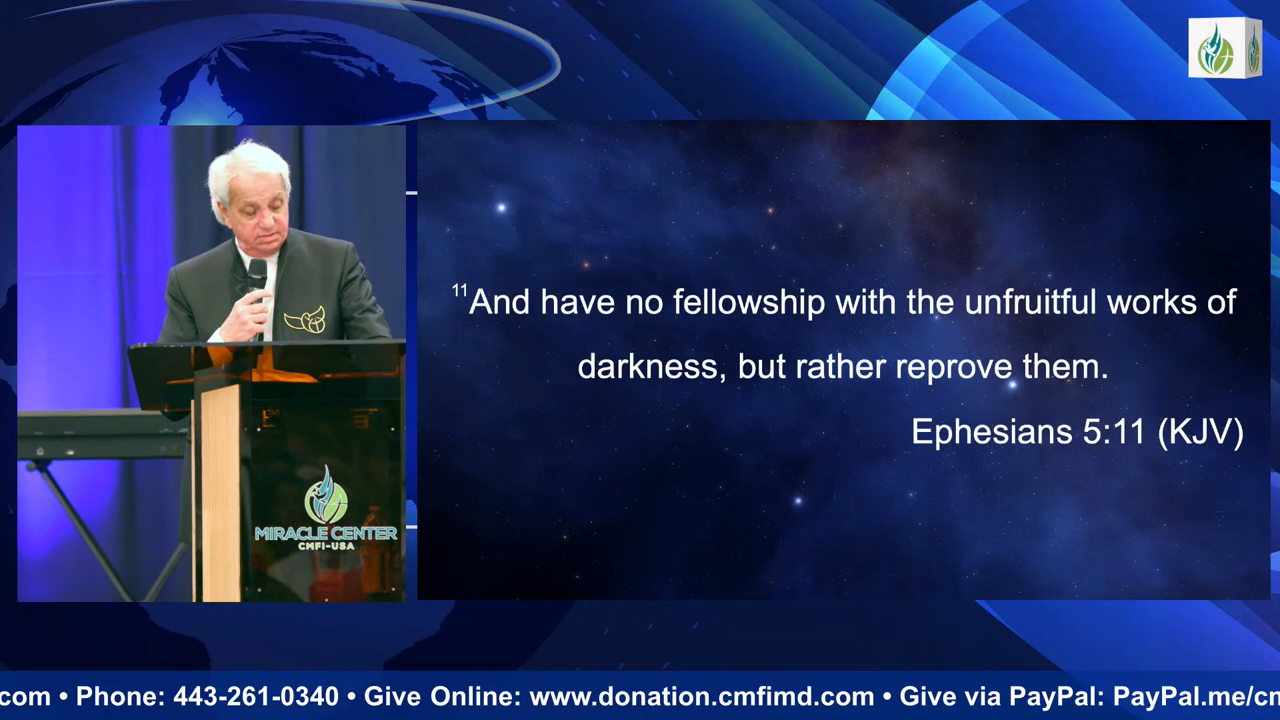 ¹¹And have no fellowship with the unfruitful works of
darkness, but rather reprove them.
Ephesians 5:11 (KJV)
MIRACLE CENTER
CMFI-USA
com • Phone: 443-261-0340 • Give Online: www.donation.cmfimd.com • Give via PayPal: PayPal.me/cm